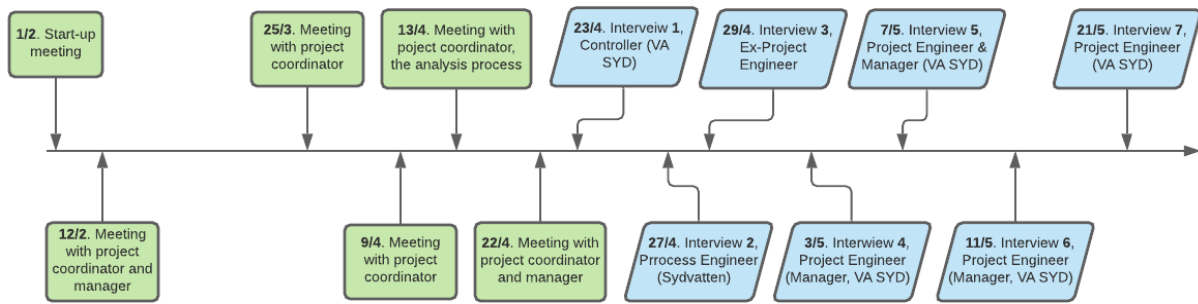 1/2. Start-up
meeting
25/3. Meeting
with project
coordinator
13/4. Meeting with
poject coordinator,
the analysis process
23/4. Interveiw 1,
Controller (VA
SYD)
29/4. Interview 3,
Ex-Project
Engineer
7/5. Interview 5,
Project Engineer &
Manager (VA SYD)
21/5. Interview 7,
Project Engineer
(VA SYD)
12/2. Meeting
with project
coordinator and
manager
9/4. Meeting
with project
coordinator
22/4. Meeting with
project coordinator
and manager
27/4. Interview 2,
Prrocess Engineer
(Sydvatten)
3/5. Interview 4,
Project Engineer
(Manager, VA SYD)
11/5. Interview 6,
Project Engineer
(Manager, VA SYD)